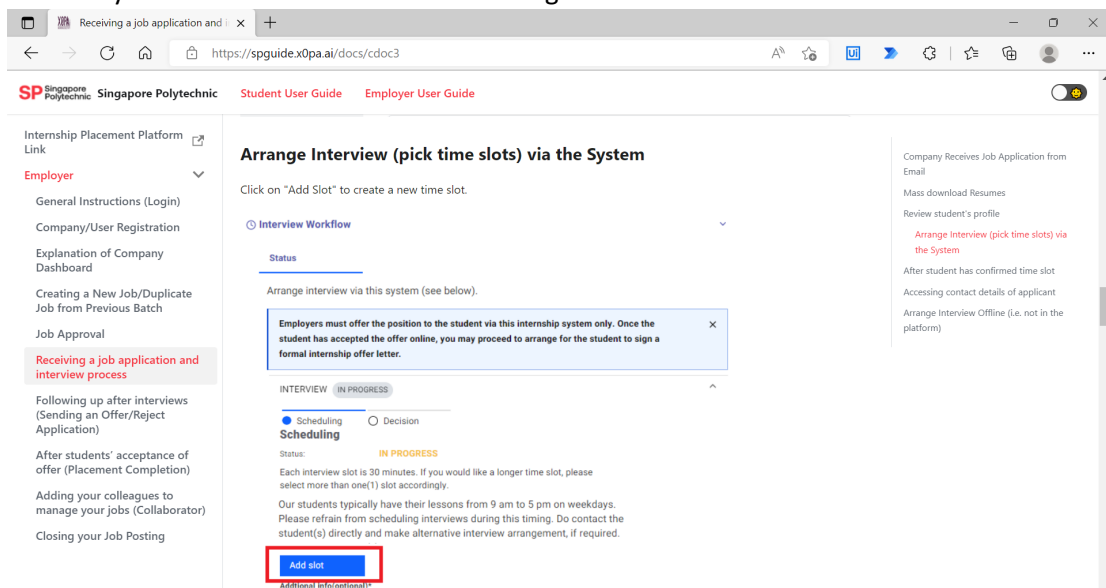 Receiving a job application and i
https://spguide.x0pa.ai/docs/cdoc3
SP Singapore Polytechnic Singapore Polytechnic
Student User Guide Employer User Guide
Internship Placement Platform
Link
Employer
General Instructions (Login)
Company/User Registration
Explanation of Company
Dashboard
Creating a New Job/Duplicate
Job from Previous Batch
Job Approval
Receiving a job application and
interview process
Following up after interviews
(Sending an Offer/Reject
Application)
After students' acceptance of
offer (Placement Completion)
Adding your colleagues to
manage your jobs (Collaborator)
Closing your Job Posting
Arrange Interview (pick time slots) via the System
Click on "Add Slot" to create a new time slot.
Interview Workflow
Status
Arrange interview via this system (see below).
Employers must offer the position to the student via this internship system only. Once the
student has accepted the offer online, you may proceed to arrange for the student to sign a
formal internship offer letter.
INTERVIEW IN PROGRESS
Scheduling Decision
Scheduling
Status: IN PROGRESS
Each interview slot is 30 minutes. If you would like a longer time slot, please
select more than one(1) slot accordingly.
Our students typically have their lessons from 9 am to 5 pm on weekdays.
Please refrain from scheduling interviews during this timing. Do contact the
student(s) directly and make alternative interview arrangement, if required.
Add slot
Addtional info(optional)*
Company Receives Job Application from
Email
Mass download Resumes
Review student's profile
Arrange Interview (pick time slots) via
the System
After student has confirmed time slot
Accessing contact details of applicant
Arrange Interview Offline (i.e. not in the
platform)